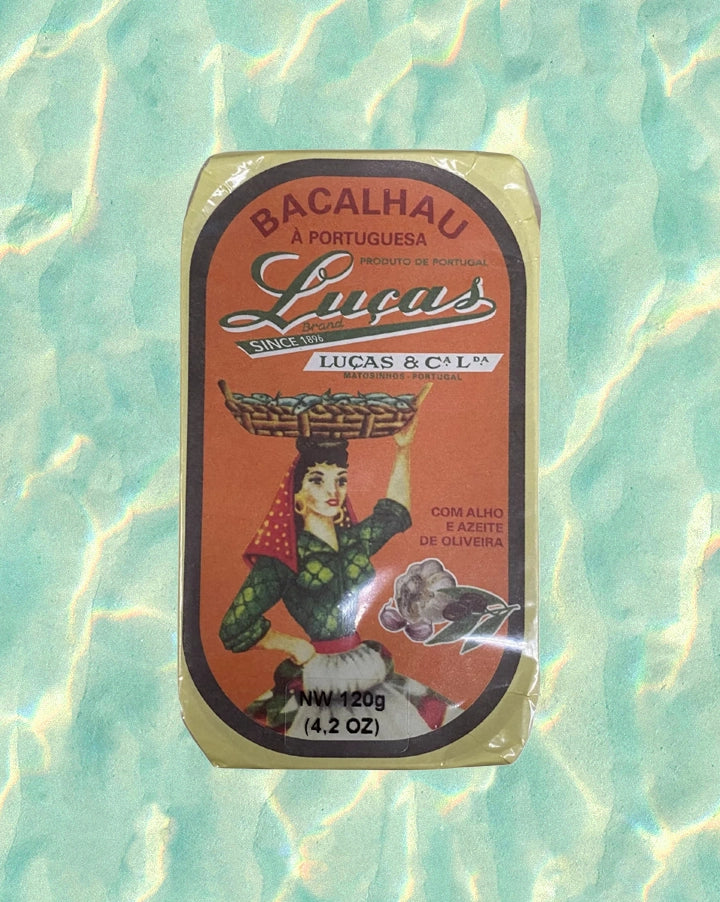 BACALHAU
À PORTUGUESA
PRODUTO DE PORTUGAL
Luças
Brand
SINCE 1896
LUÇAS & Cᴬ Lᴰᴬ
MATOSINHOS - PORTUGAL
COM ALHO
E AZEITE
DE OLIVEIRA
NW 120g
(4,2 OZ)